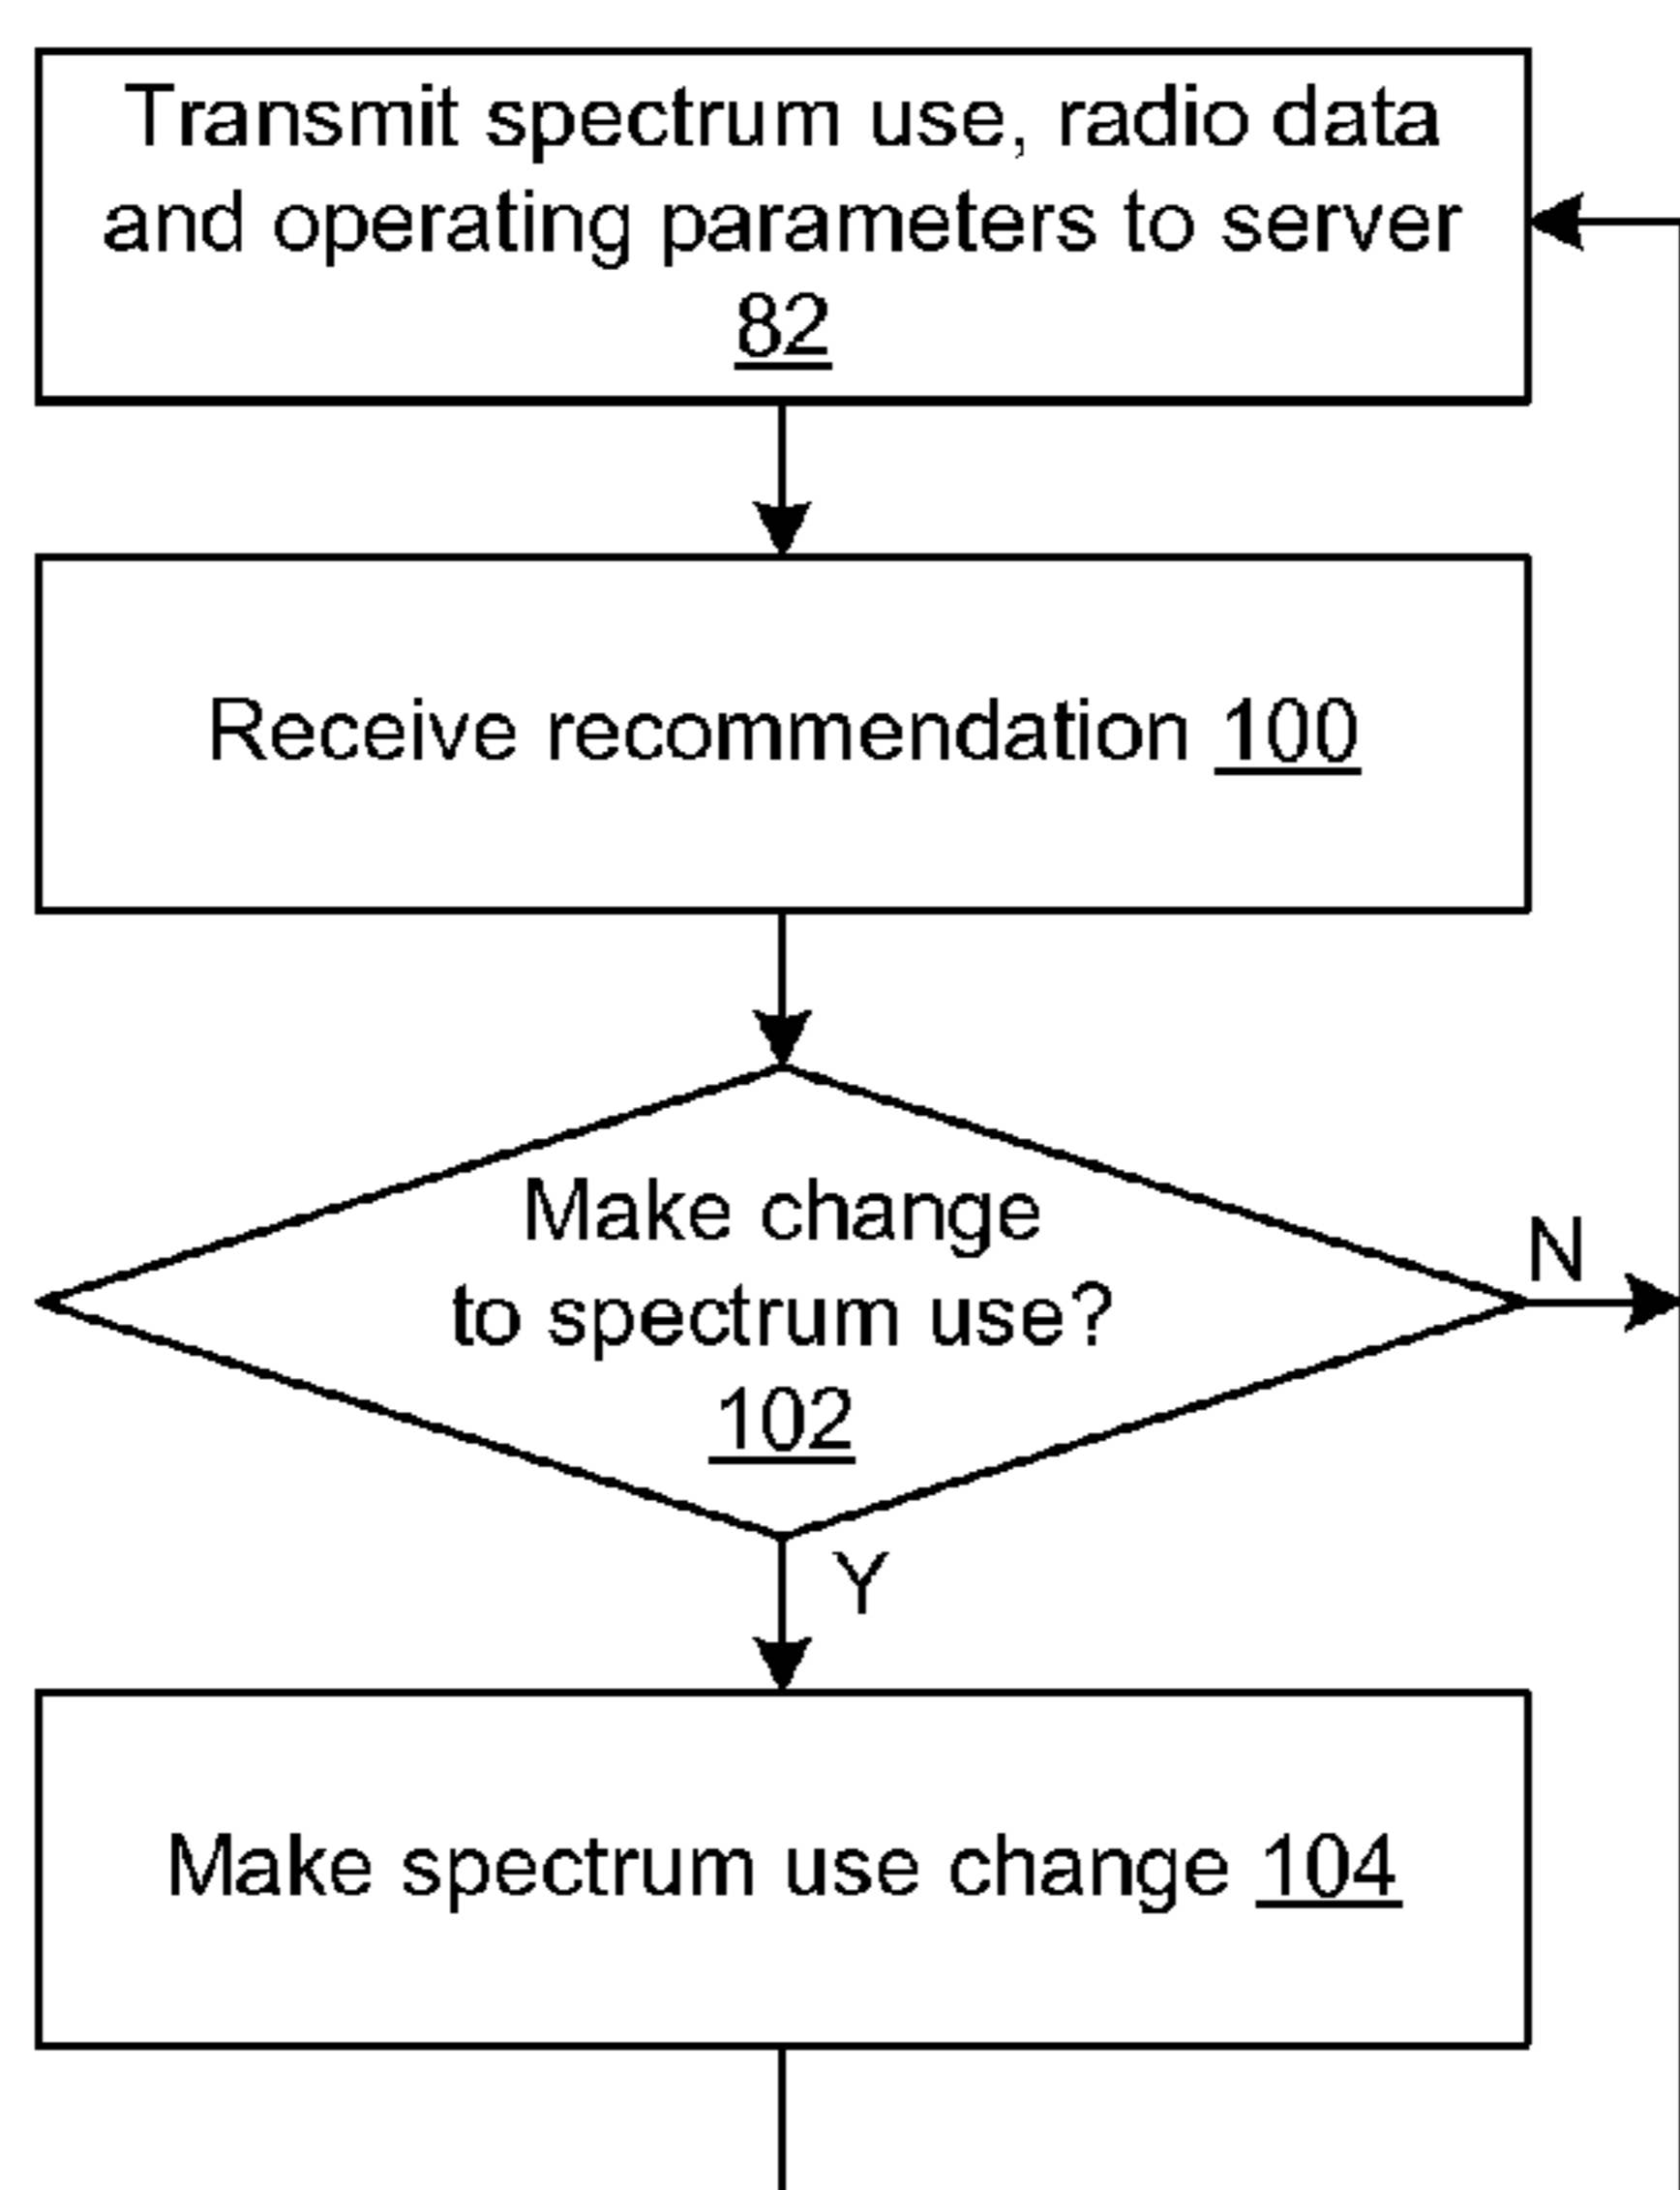 Transmit spectrum use, radio data
and operating parameters to server
82
Receive recommendation 100
Make change
to spectrum use?
102
N
Y
Make spectrum use change 104